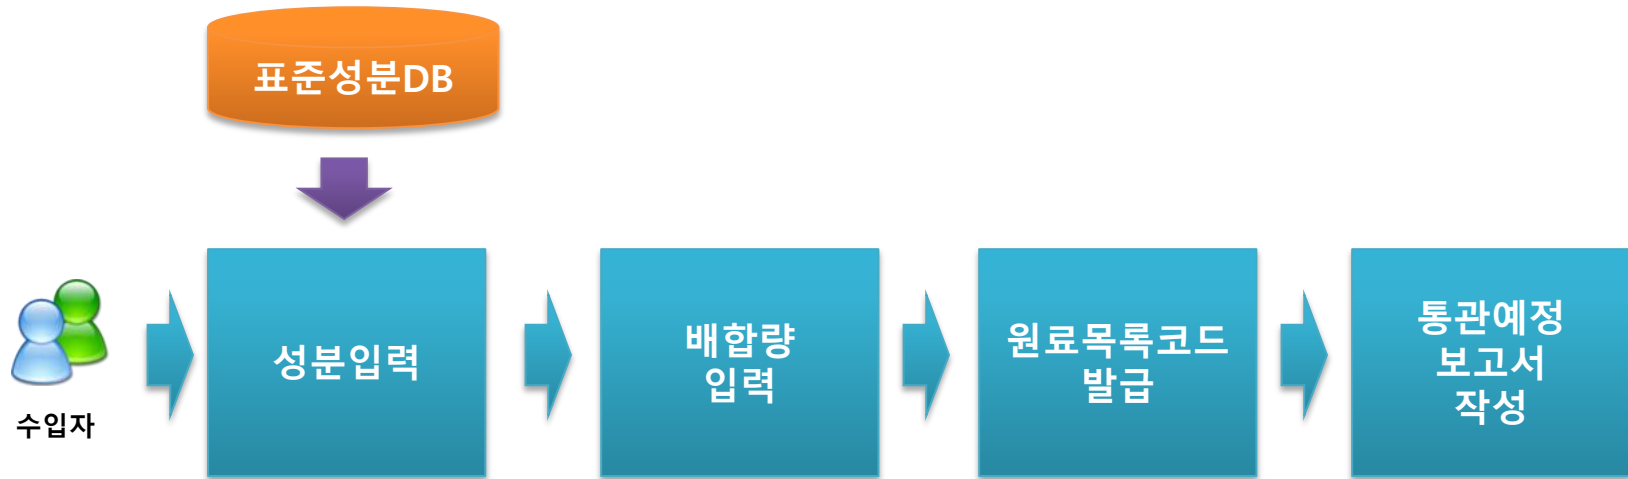 표준성분DB
수입자
성분입력
배합량
입력
원료목록코드
발급
통관예정
보고서
작성